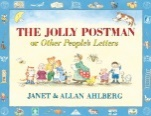 THE JOLLY POSTMAN
or Other People's Letters
JANET & ALLAN AHLBERG